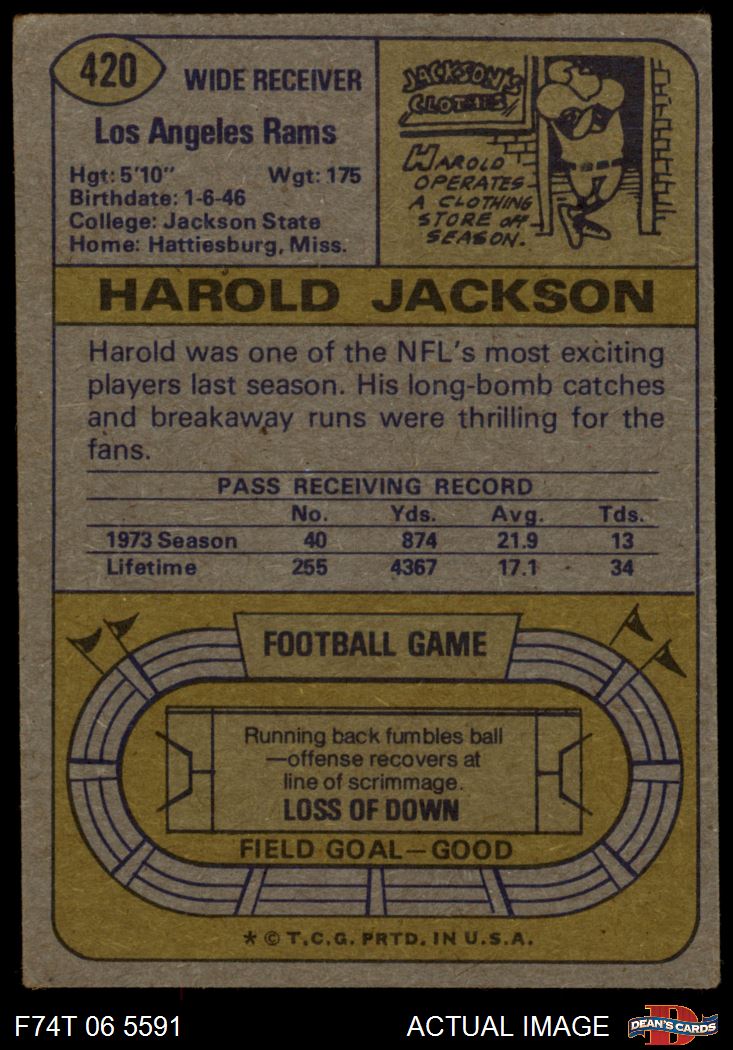 420
WIDE RECEIVER
Los Angeles Rams
Hgt: 5'10" Wgt: 175
Birthdate: 1-6-46
College: Jackson State
Home: Hattiesburg, Miss.
JACKSON'S
CLOTHES
HAROLD
OPERATES
A CLOTHING
STORE OFF
SEASON.
HAROLD JACKSON
Harold was one of the NFL's most exciting
players last season. His long-bomb catches
and breakaway runs were thrilling for the
fans.
PASS RECEIVING RECORD
No. Yds. Avg. Tds.
1973 Season 40 874 21.9 13
Lifetime 255 4367 17.1 34
FOOTBALL GAME
Running back fumbles ball
—offense recovers at
line of scrimmage.
LOSS OF DOWN
FIELD GOAL—GOOD
* © T.C.G. PRTD. IN U.S.A.
F74T 06 5591 ACTUAL IMAGE D DEAN'S CARDS